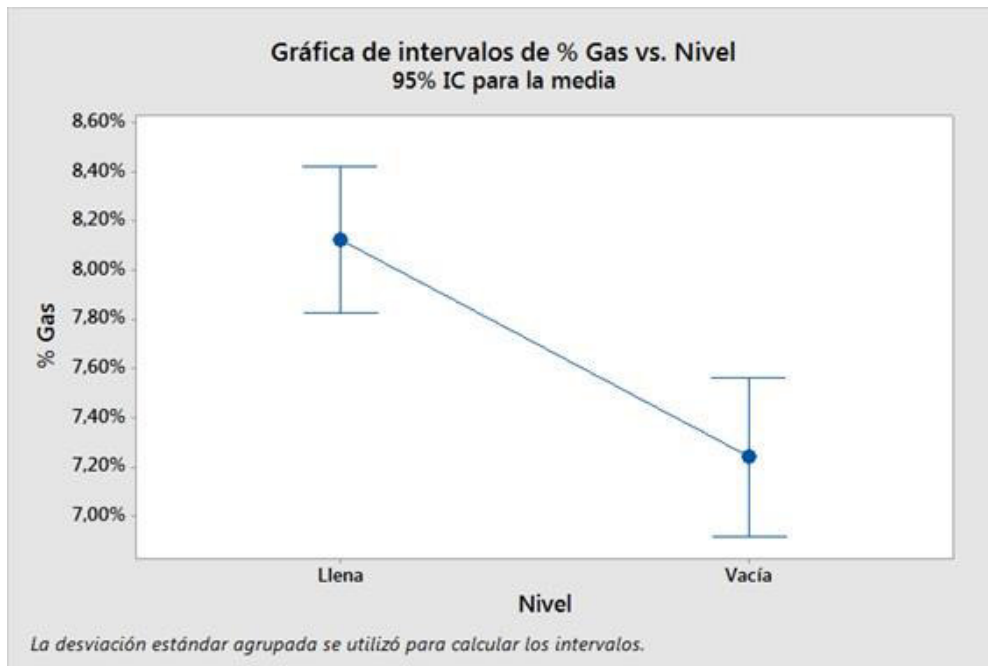 Gráfica de intervalos de % Gas vs. Nivel
95% IC para la media
8,60%
8,40%
8,20%
8,00%
7,80%
7,60%
7,40%
7,20%
7,00%
% Gas
Llena
Vacía
Nivel
La desviación estándar agrupada se utilizó para calcular los intervalos.